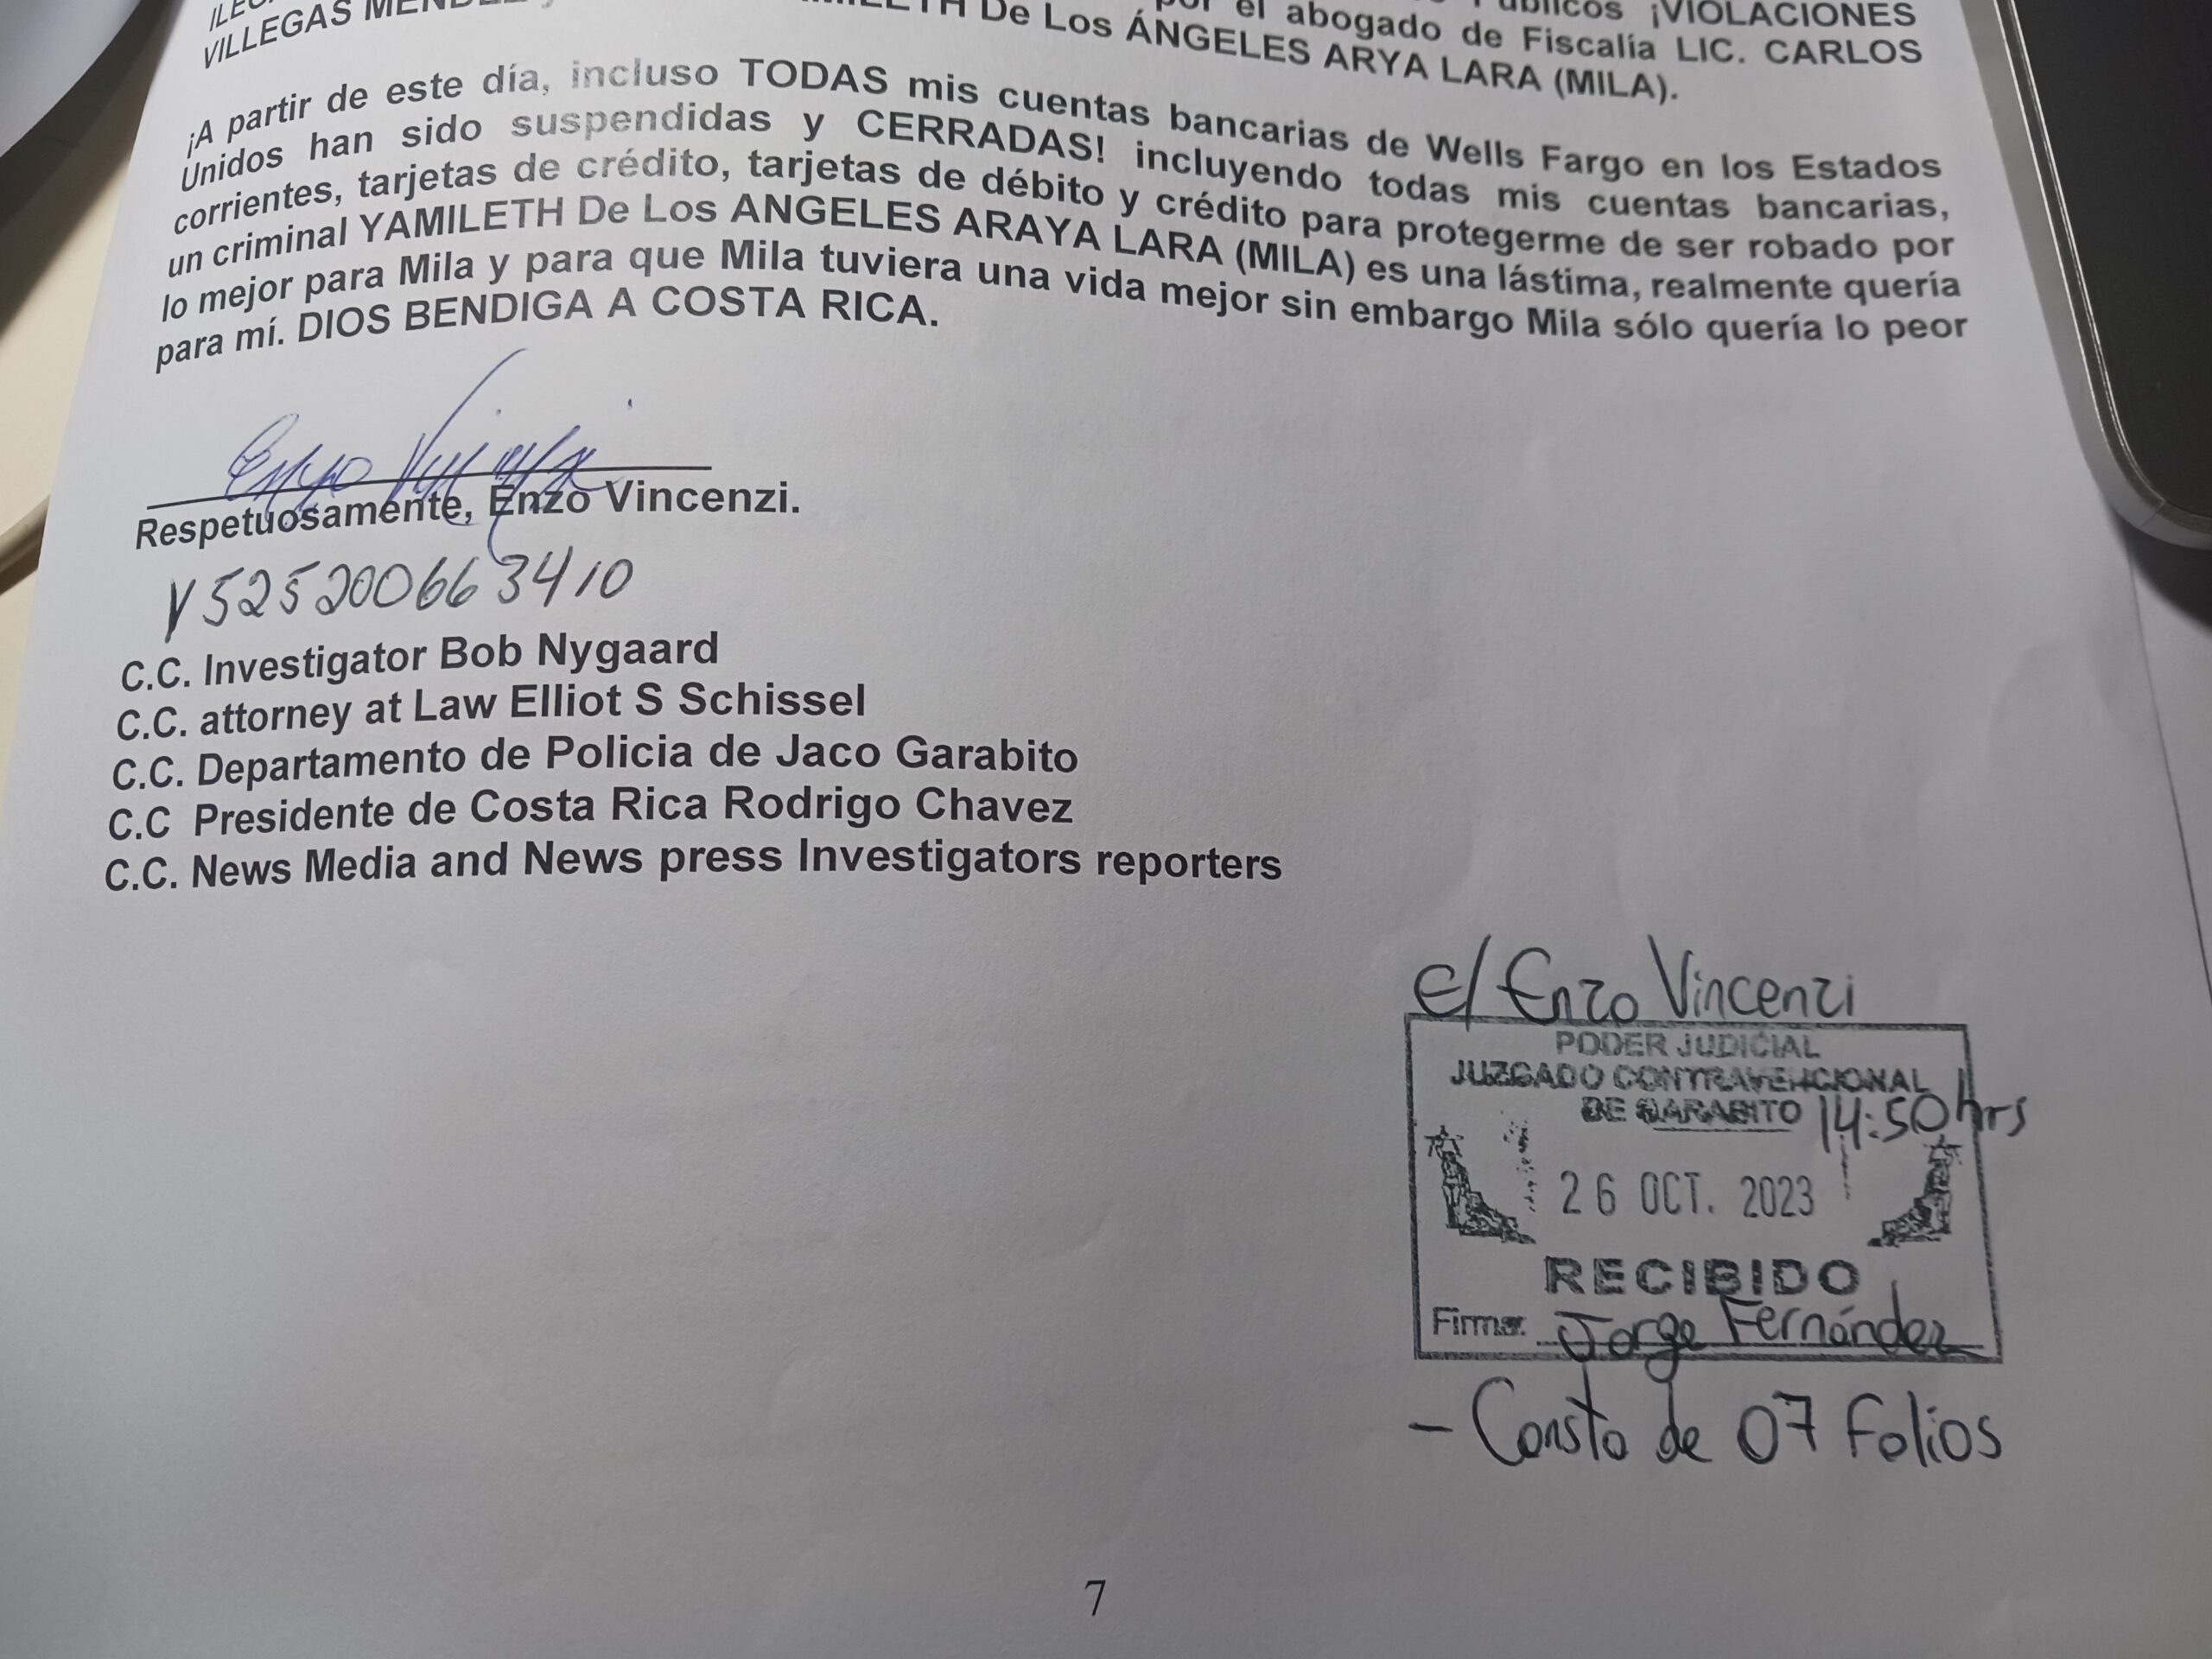 Públicos ¡VIOLACIONES
por el abogado de Fiscalía LIC. CARLOS
VILLEGAS De Los ÁNGELES ARYA LARA (MILA).
¡A partir de este día, incluso TODAS mis cuentas bancarias de Wells Fargo en los Estados
Unidos han sido suspendidas y CERRADAS! incluyendo todas mis cuentas bancarias,
corrientes, tarjetas de crédito, tarjetas de débito y crédito para protegerme de ser robado por
un criminal YAMILETH De Los ANGELES ARAYA LARA (MILA) es una lástima, realmente quería
lo mejor para Mila y para que Mila tuviera una vida mejor sin embargo Mila sólo quería lo peor
para mí. DIOS BENDIGA A COSTA RICA.
Enzo Vincenzi
Respetuosamente, Enzo Vincenzi.
V525200663410
C.C. Investigator Bob Nygaard
C.C. attorney at Law Elliot S Schissel
C.C. Departamento de Policia de Jaco Garabito
C.C Presidente de Costa Rica Rodrigo Chavez
C.C. News Media and News press Investigators reporters
E/ Enzo Vincenzi
PODER JUDICIAL
JUZGADO CONTRAVENCIONAL
DE GARABITO 14:50 hrs
26 OCT. 2023
RECIBIDO
Firma: Jorge Fernández
- Consta de 07 folios
7